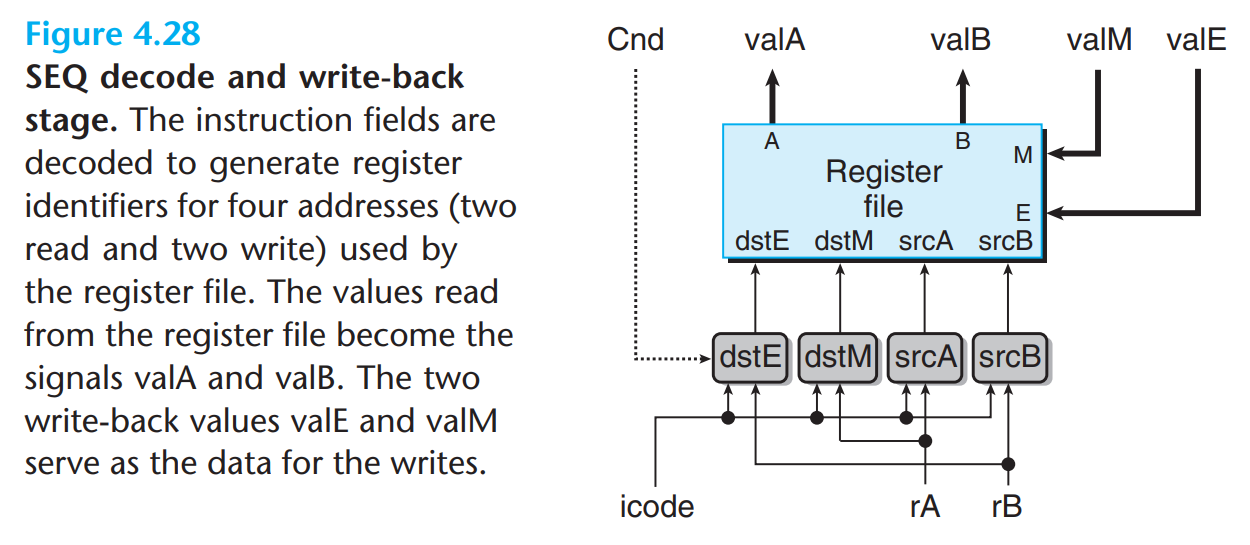 Figure 4.28
SEQ decode and write-back
stage. The instruction fields are
decoded to generate register
identifiers for four addresses (two
read and two write) used by
the register file. The values read
from the register file become the
signals valA and valB. The two
write-back values valE and valM
serve as the data for the writes.
Cnd valA valB valM valE
A B
M
Register
file
E
dstE dstM srcA srcB
dstE dstM srcA srcB
icode rA rB